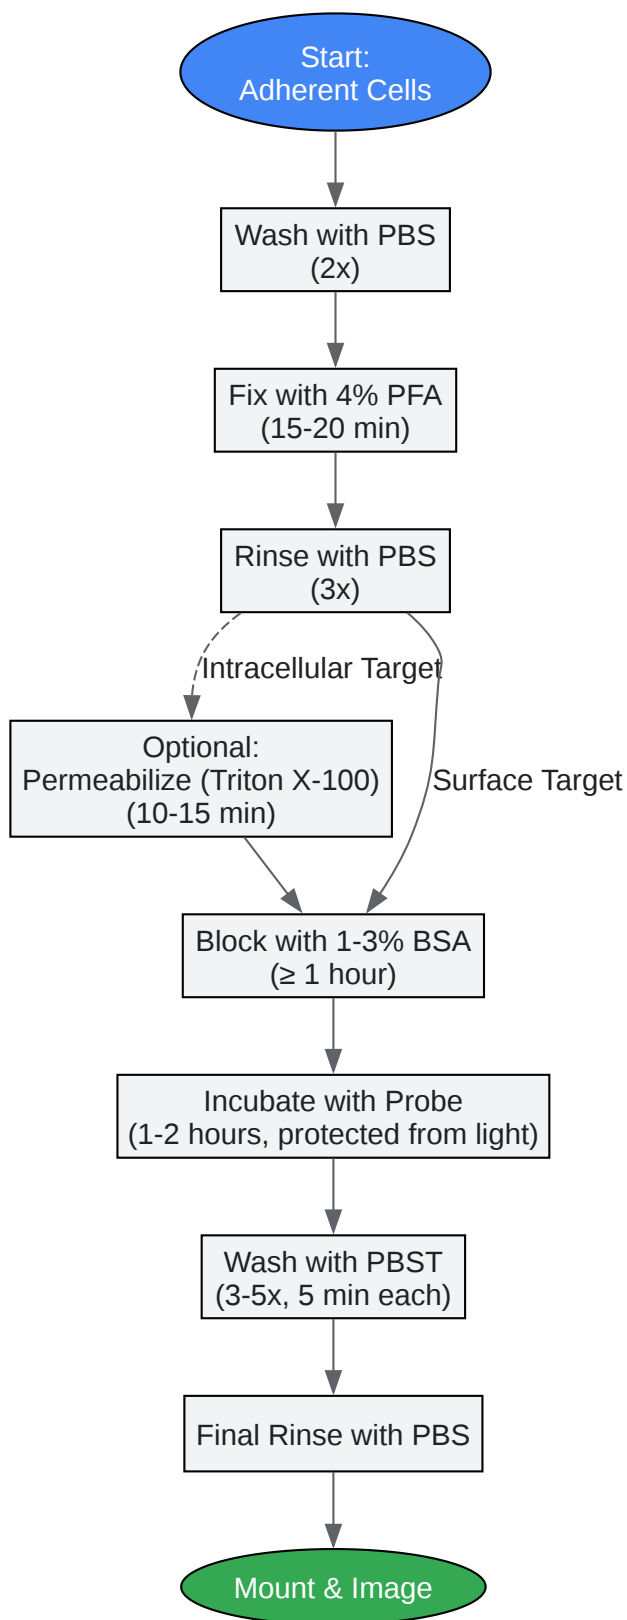 Start:
Adherent Cells
Wash with PBS
(2x)
Fix with 4% PFA
(15-20 min)
Rinse with PBS
(3x)
Intracellular Target
Optional:
Permeabilize (Triton X-100)
(10-15 min)
Surface Target
Block with 1-3% BSA
(≥ 1 hour)
Incubate with Probe
(1-2 hours, protected from light)
Wash with PBST
(3-5x, 5 min each)
Final Rinse with PBS
Mount & Image